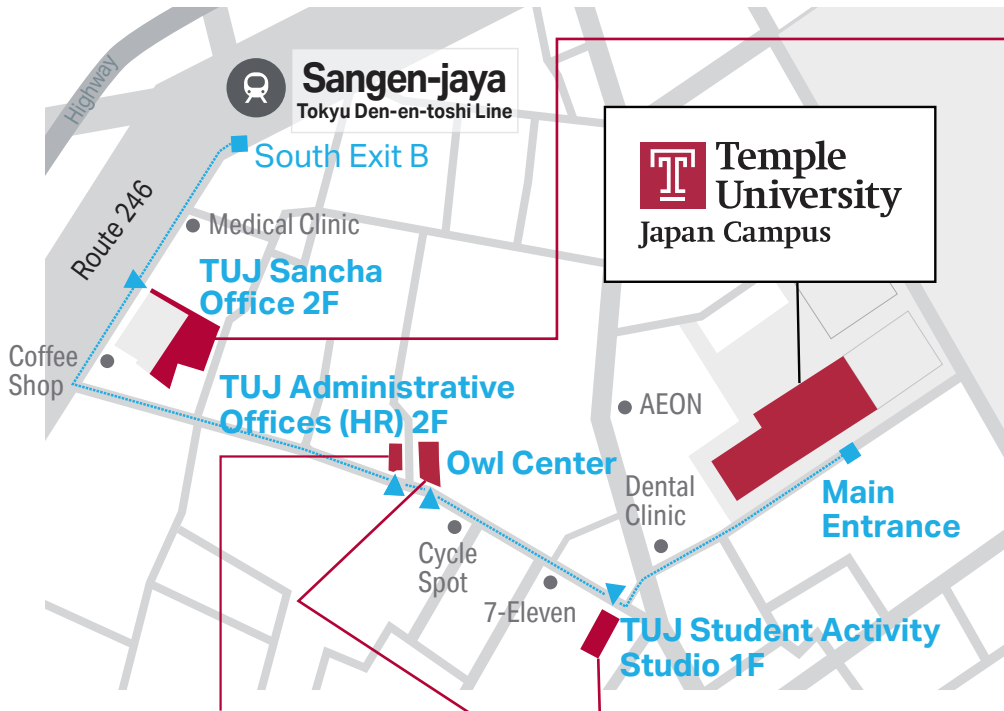 Highway
Sangen-jaya
Tokyu Den-en-toshi Line
South Exit B
Route 246
Medical Clinic
TUJ Sancha
Office 2F
Coffee
Shop
T Temple
University
Japan Campus
TUJ Administrative
Offices (HR) 2F
AEON
Owl Center
Dental
Clinic
Main
Entrance
Cycle
Spot
7-Eleven
TUJ Student Activity
Studio 1F